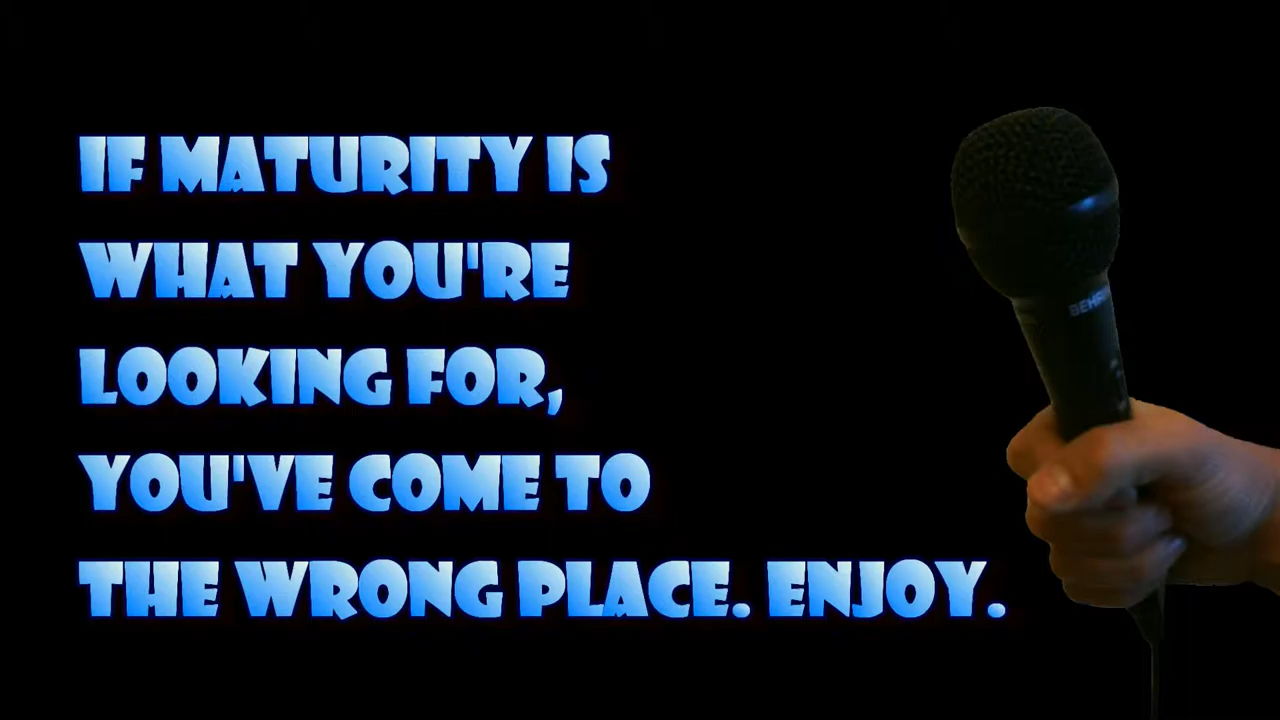 IF MATURITY IS
WHAT YOU'RE
LOOKING FOR,
YOU'VE COME TO
THE WRONG PLACE. ENJOY.